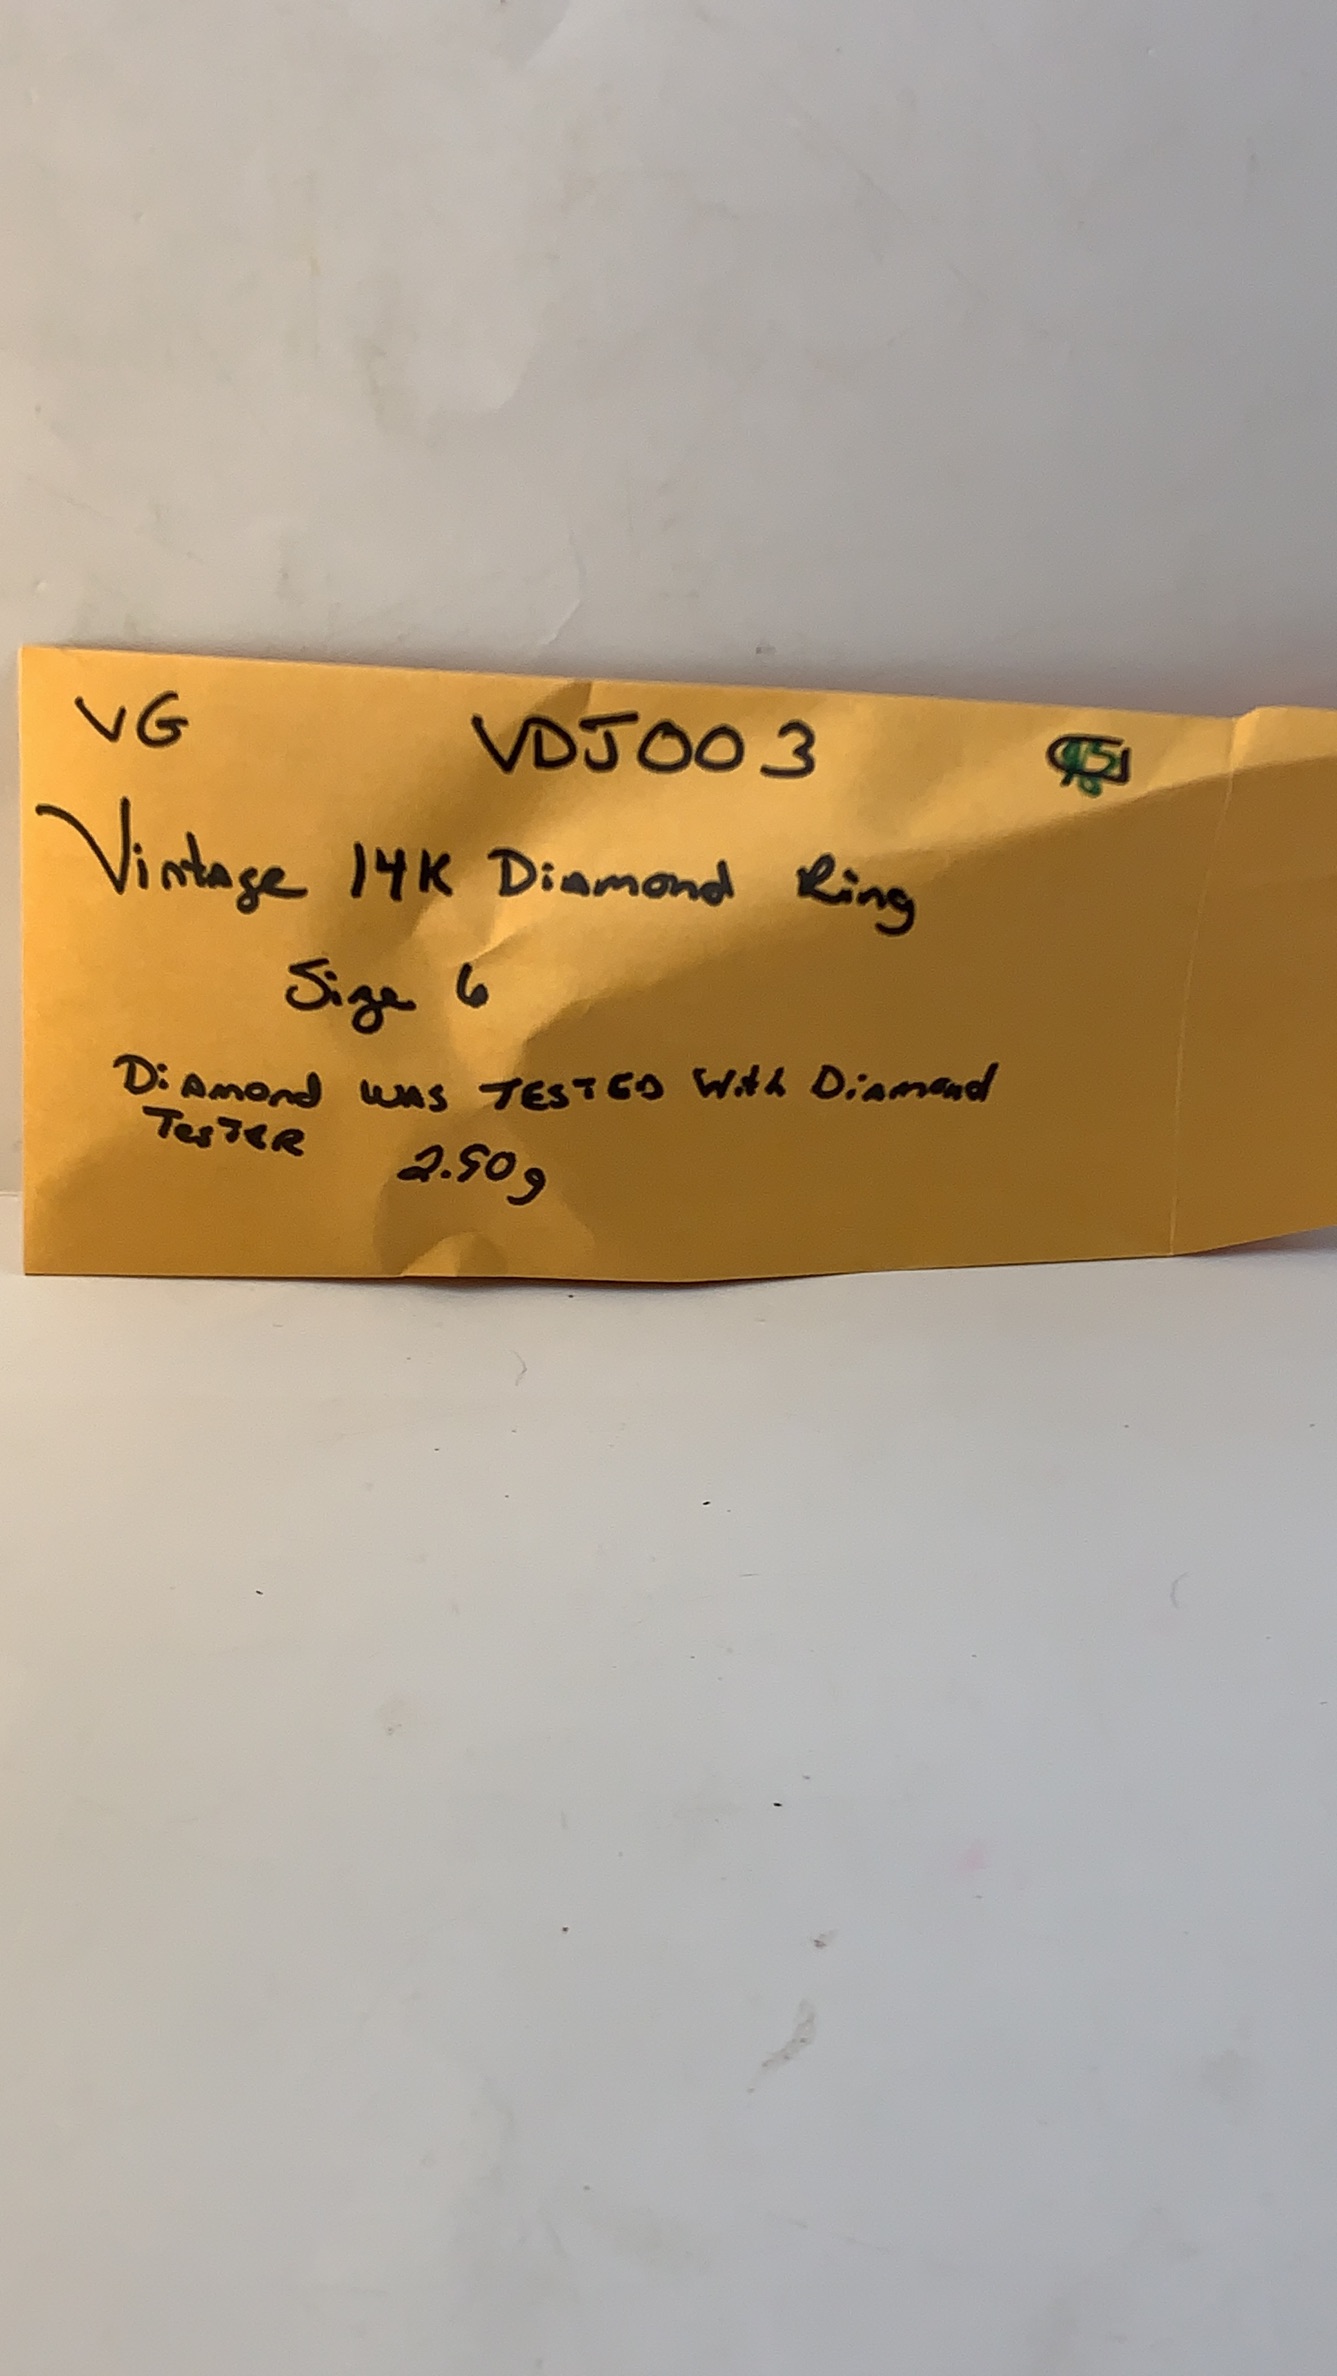 VG VDJ003
Vintage 14K Diamond Ring
Size 6
DiAmond WAS TESTED With Diamond
TesTER 2.50g